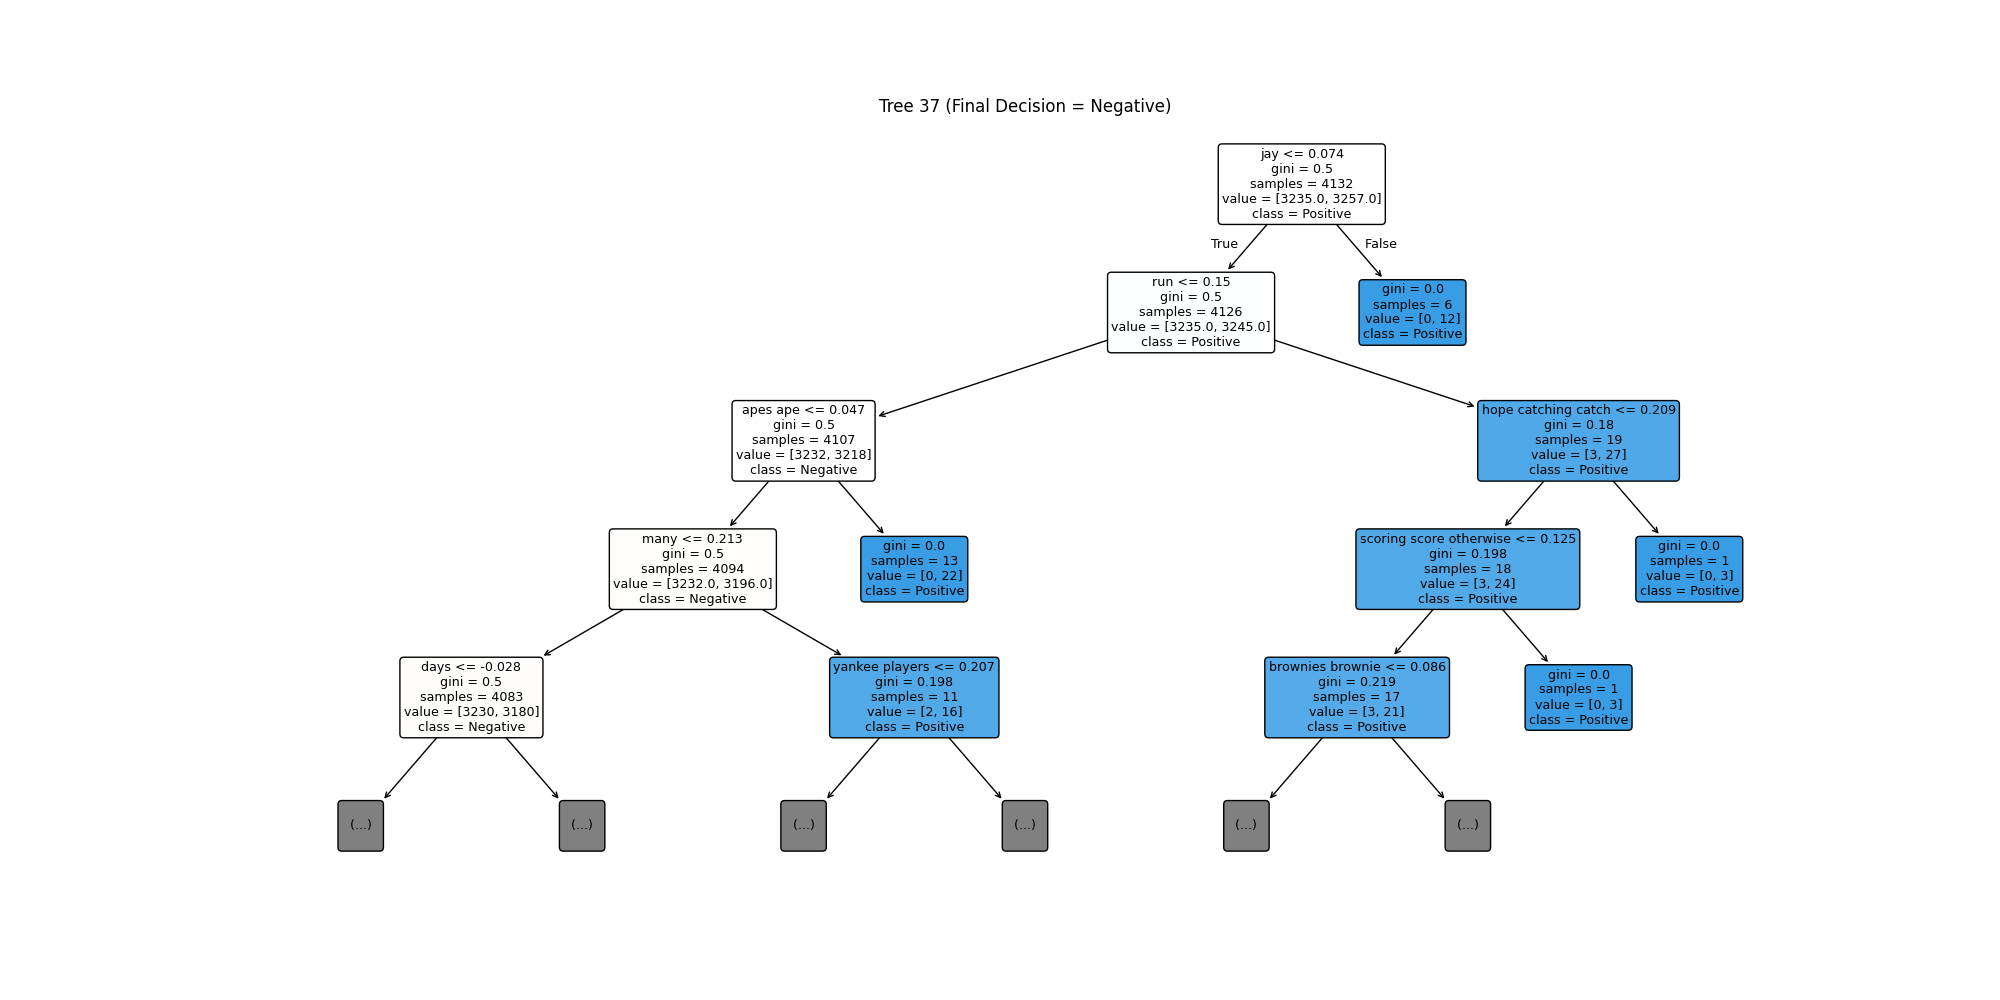 Tree 37 (Final Decision = Negative)
jay <= 0.074
gini = 0.5
samples = 4132
value = [3235.0, 3257.0]
class = Positive
True
False
run <= 0.15
gini = 0.5
samples = 4126
value = [3235.0, 3245.0]
class = Positive
gini = 0.0
samples = 6
value = [0, 12]
class = Positive
apes ape <= 0.047
gini = 0.5
samples = 4107
value = [3232, 3218]
class = Negative
hope catching catch <= 0.209
gini = 0.18
samples = 19
value = [3, 27]
class = Positive
many <= 0.213
gini = 0.5
samples = 4094
value = [3232.0, 3196.0]
class = Negative
gini = 0.0
samples = 13
value = [0, 22]
class = Positive
scoring score otherwise <= 0.125
gini = 0.198
samples = 18
value = [3, 24]
class = Positive
gini = 0.0
samples = 1
value = [0, 3]
class = Positive
days <= -0.028
gini = 0.5
samples = 4083
value = [3230, 3180]
class = Negative
yankee players <= 0.207
gini = 0.198
samples = 11
value = [2, 16]
class = Positive
brownies brownie <= 0.086
gini = 0.219
samples = 17
value = [3, 21]
class = Positive
gini = 0.0
samples = 1
value = [0, 3]
class = Positive
(...)
(...)
(...)
(...)
(...)
(...)